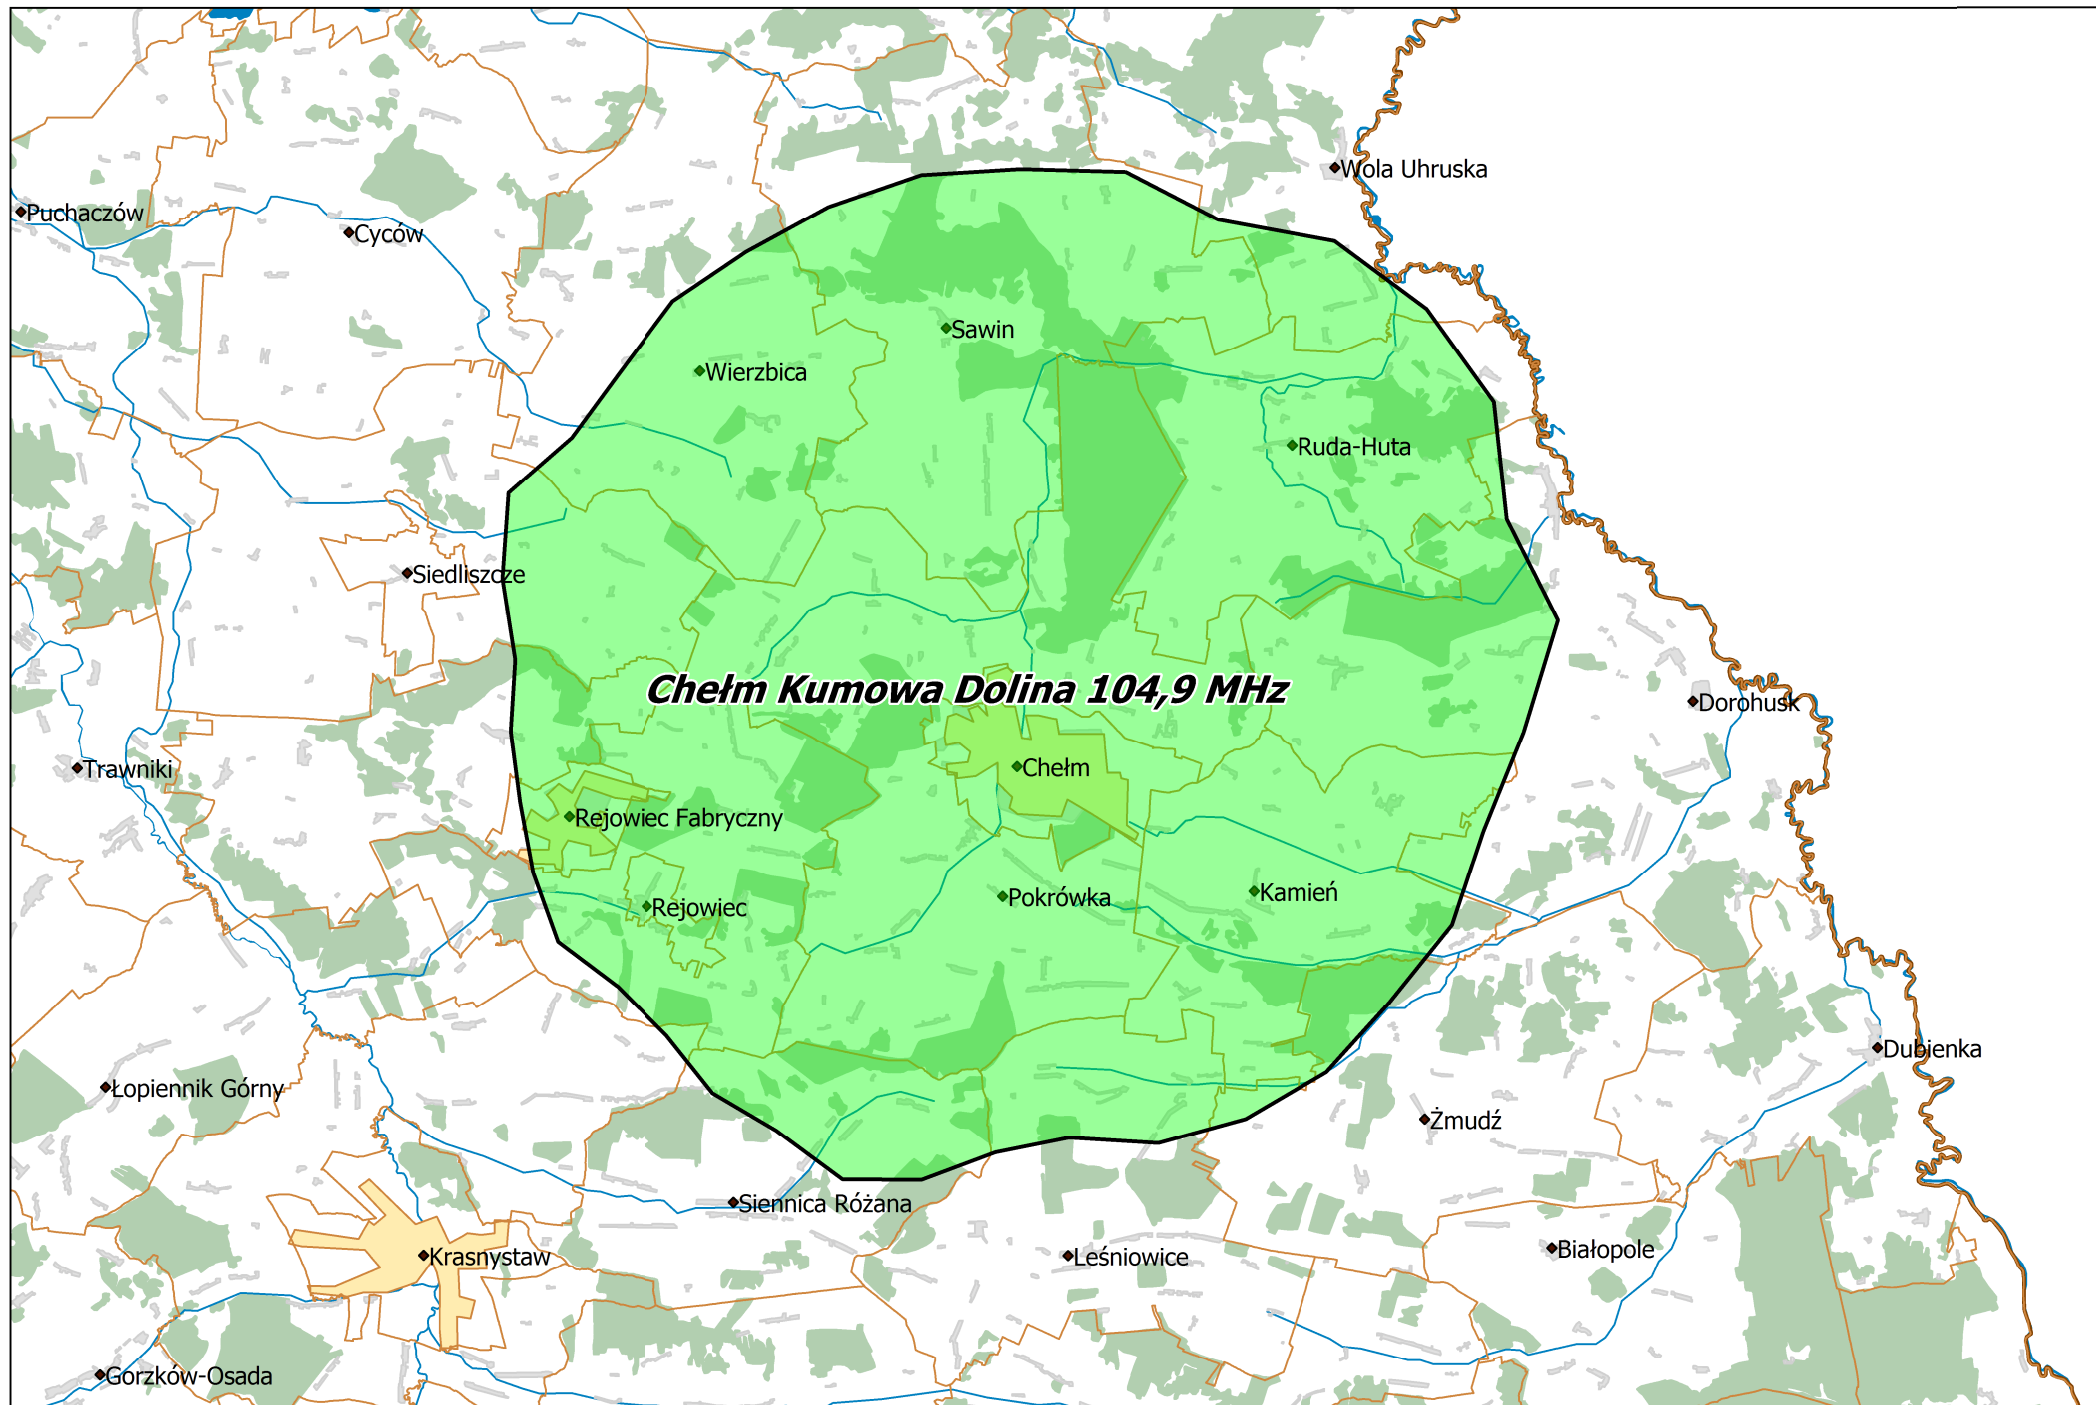 Wola Uhruska
Puchaczów
Cyców
Sawin
Wierzbica
Ruda-Huta
Siedliszcze
Chełm Kumowa Dolina 104,9 MHz
Dorohusk
Trawniki
Chełm
Rejowiec Fabryczny
Kamień
Pokrówka
Rejowiec
Dubienka
Łopiennik Górny
Żmudź
Siennica Różana
Białopole
Krasnystaw
Leśniowice
Gorzków-Osada